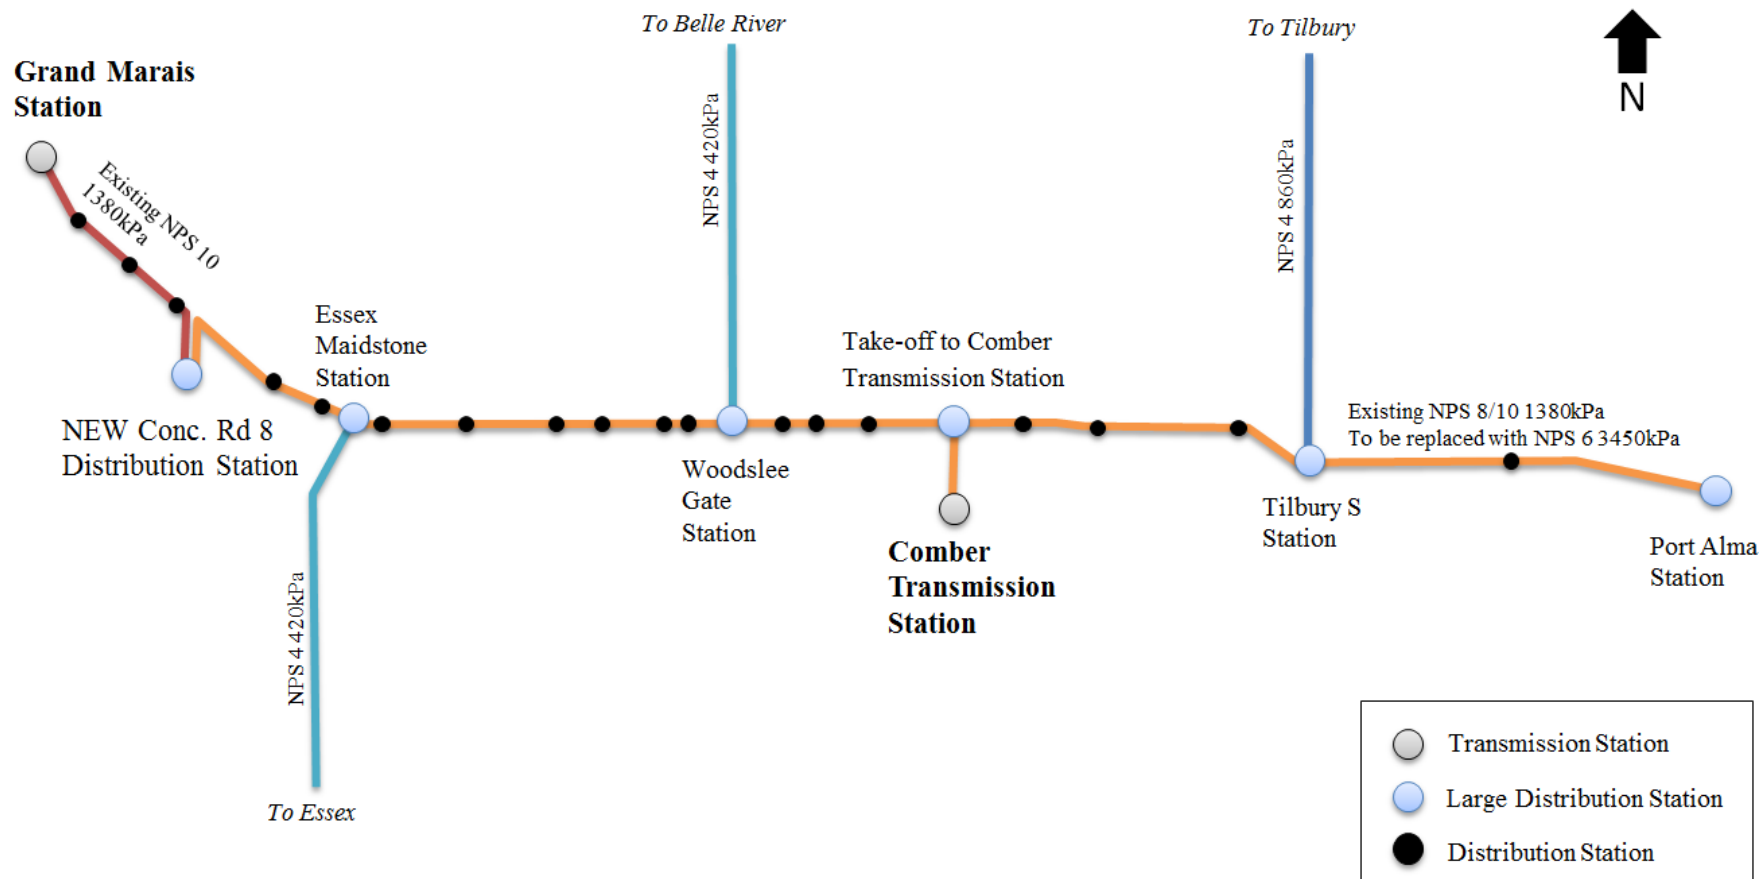 To Belle River
To Tilbury
Grand Marais
Station
N
Existing NPS 10
1380kPa
NPS 4 420kPa
NPS 4 860kPa
Essex
Maidstone
Station
Take-off to Comber
Transmission Station
NEW Conc. Rd 8
Distribution Station
Existing NPS 8/10 1380kPa
To be replaced with NPS 6 3450kPa
Woodslee
Gate
Station
Tilbury S
Station
Comber
Transmission
Station
Port Alma
Station
NPS 4 420kPa
To Essex
Transmission Station
Large Distribution Station
Distribution Station